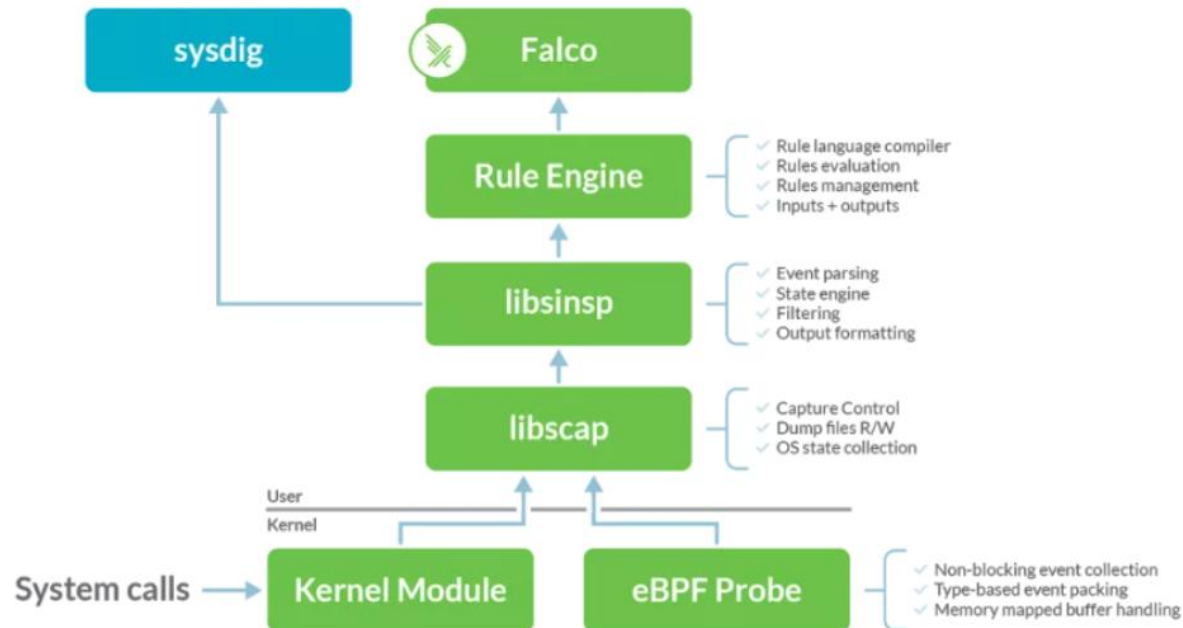 sysdig
Falco
Rule Engine
Rule language compiler
Rules evaluation
Rules management
Inputs + outputs
libsinsp
Event parsing
State engine
Filtering
Output formatting
libscap
Capture Control
Dump files R/W
OS state collection
User
Kernel
System calls
Kernel Module
eBPF Probe
Non-blocking event collection
Type-based event packing
Memory mapped buffer handling